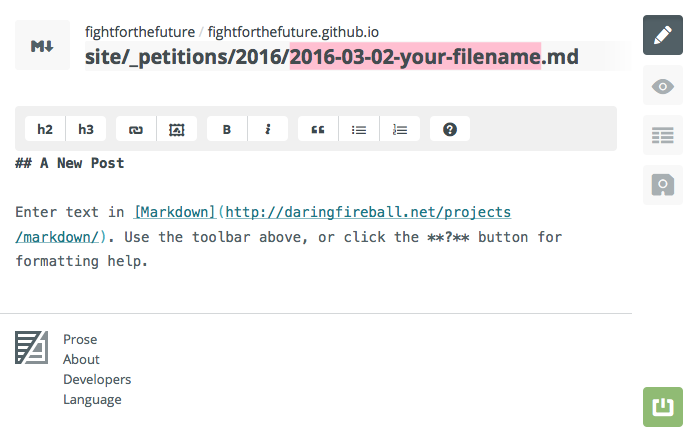 M↓
fightforthefuture / fightforthefuture.github.io
site/_petitions/2016/2016-03-02-your-filename.md
h2 h3 B i ?
## A New Post
Enter text in [Markdown](http://daringfireball.net/projects
/markdown/). Use the toolbar above, or click the **?** button for
formatting help.
Prose
About
Developers
Language